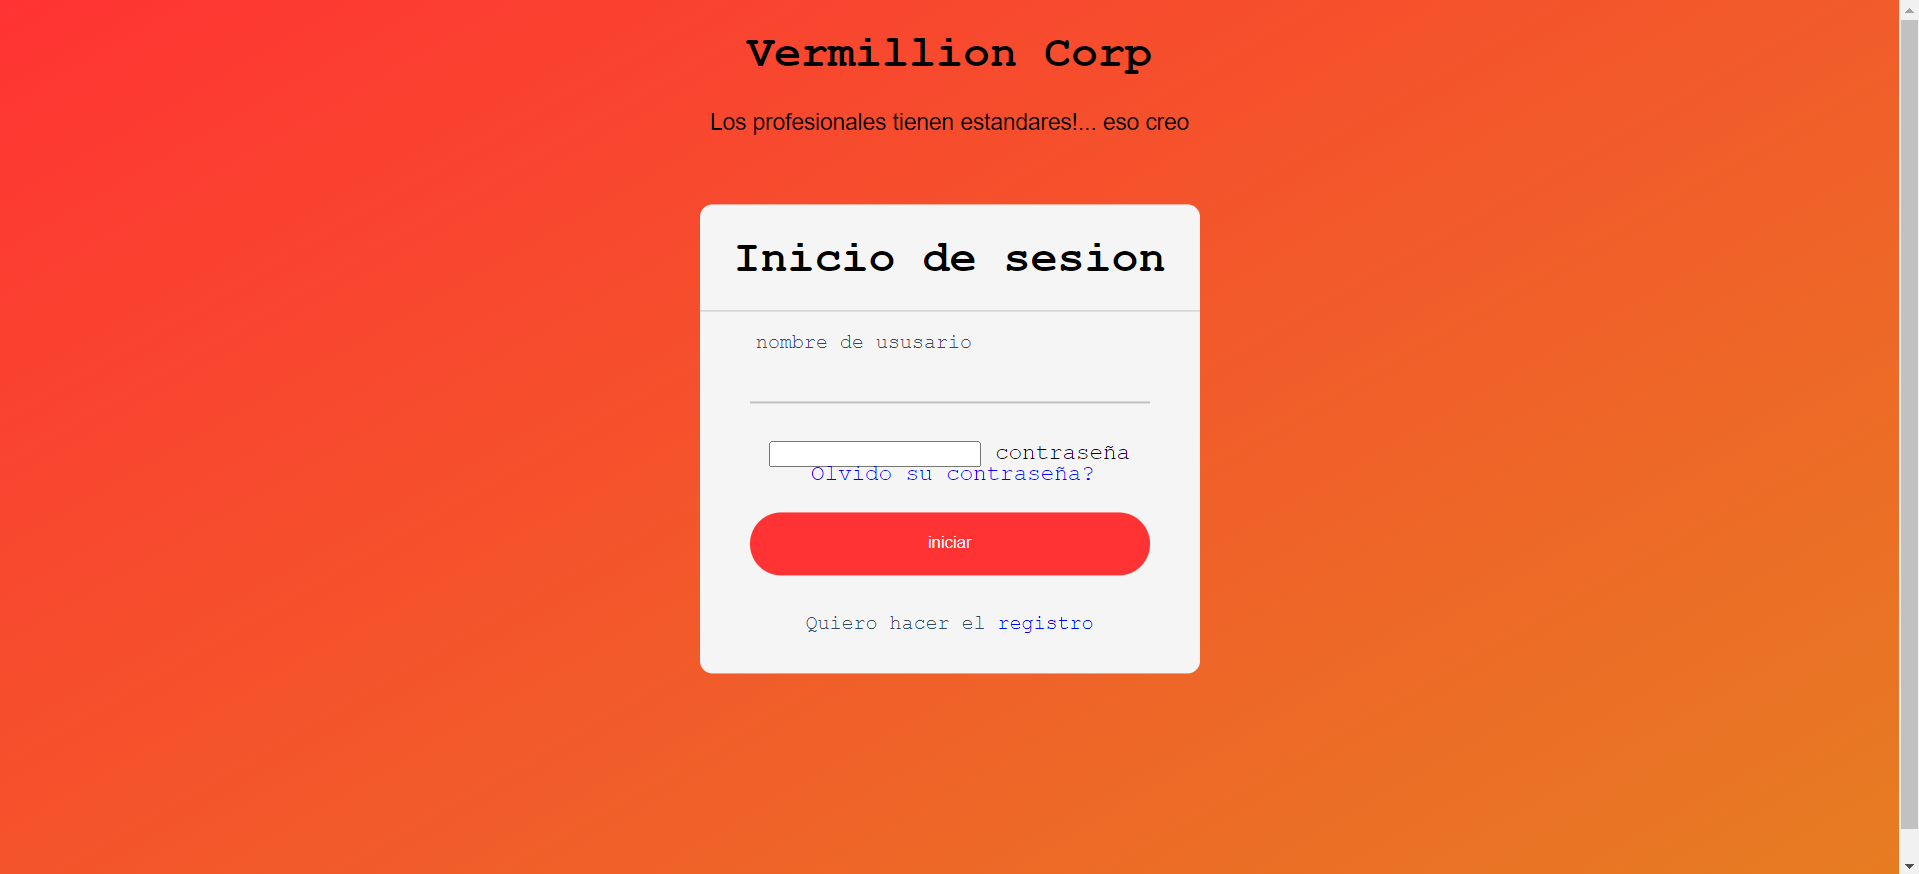 Vermillion Corp
Los profesionales tienen estandares!... eso creo
Inicio de sesion
nombre de ususario
contraseña
Olvido su contraseña?
iniciar
Quiero hacer el registro